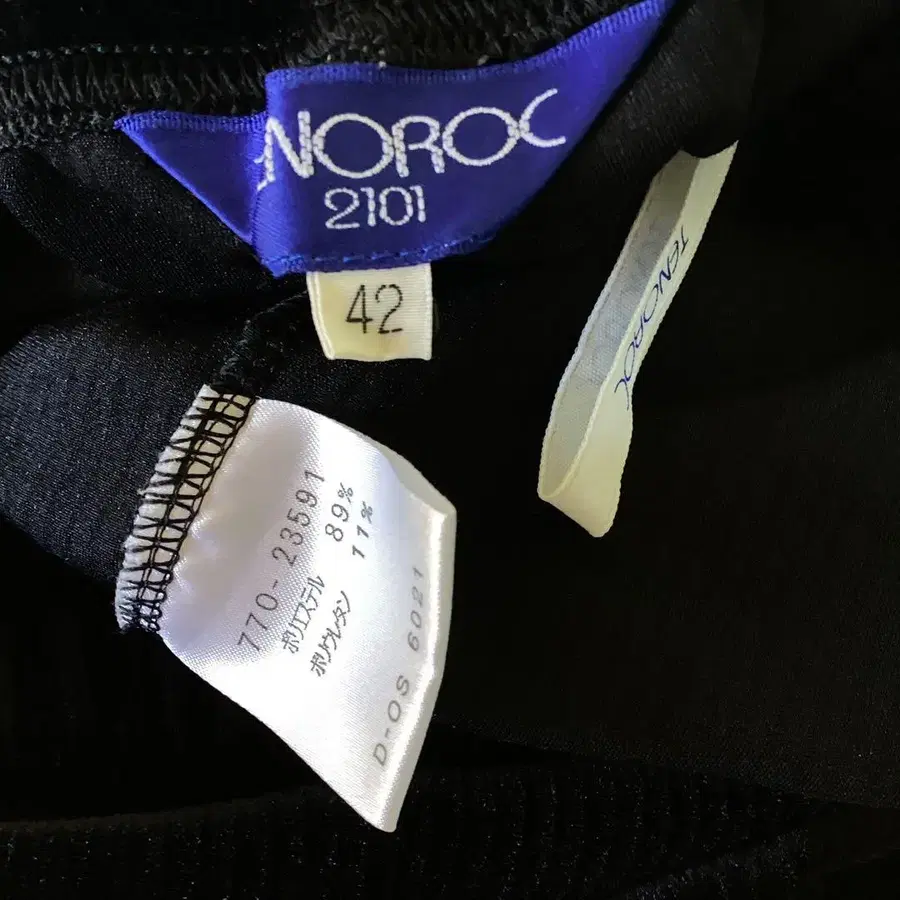 NOROC
2101
42
TENOROC
770-23591
ポリエステル 89%
ポリウレタン 11%
D-OS 6021